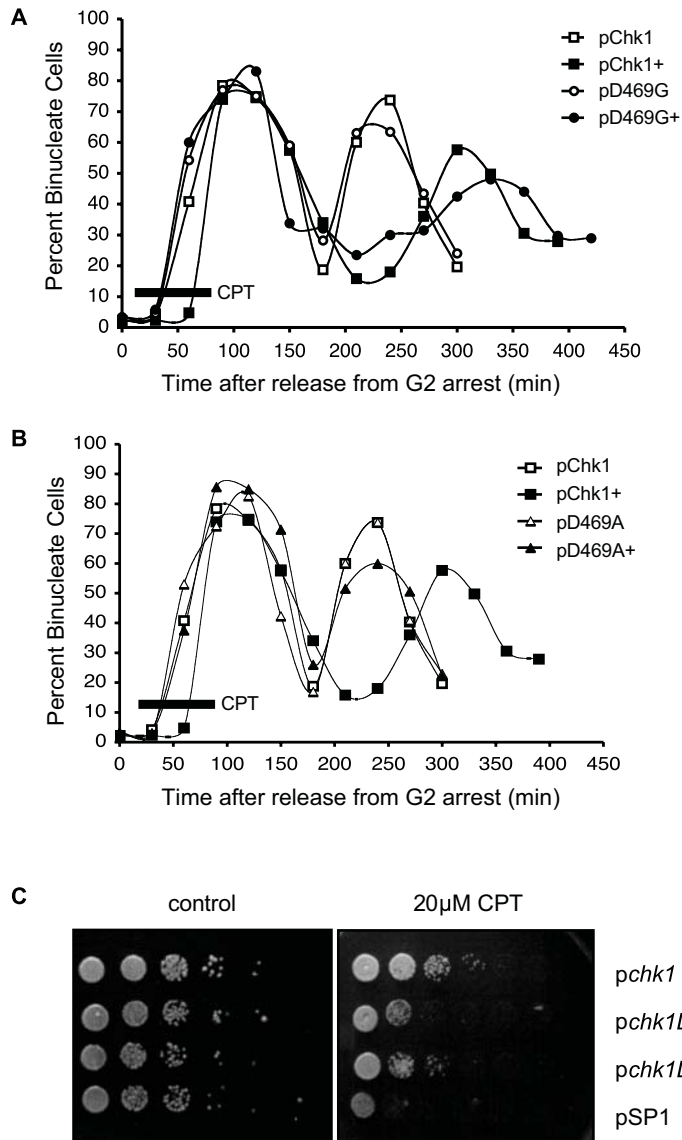 A
100
90
80
70
60
50
40
30
20
10
0
Percent Binucleate Cells
pChk1
pChk1+
pD469G
pD469G+
CPT
0 50 100 150 200 250 300 350 400 450
Time after release from G2 arrest (min)
B
100
90
80
70
60
50
40
30
20
10
0
Percent Binucleate Cells
pChk1
pChk1+
pD469A
pD469A+
CPT
0 50 100 150 200 250 300 350 400 450
Time after release from G2 arrest (min)
C
control 20µM CPT
pchk1
pSP1